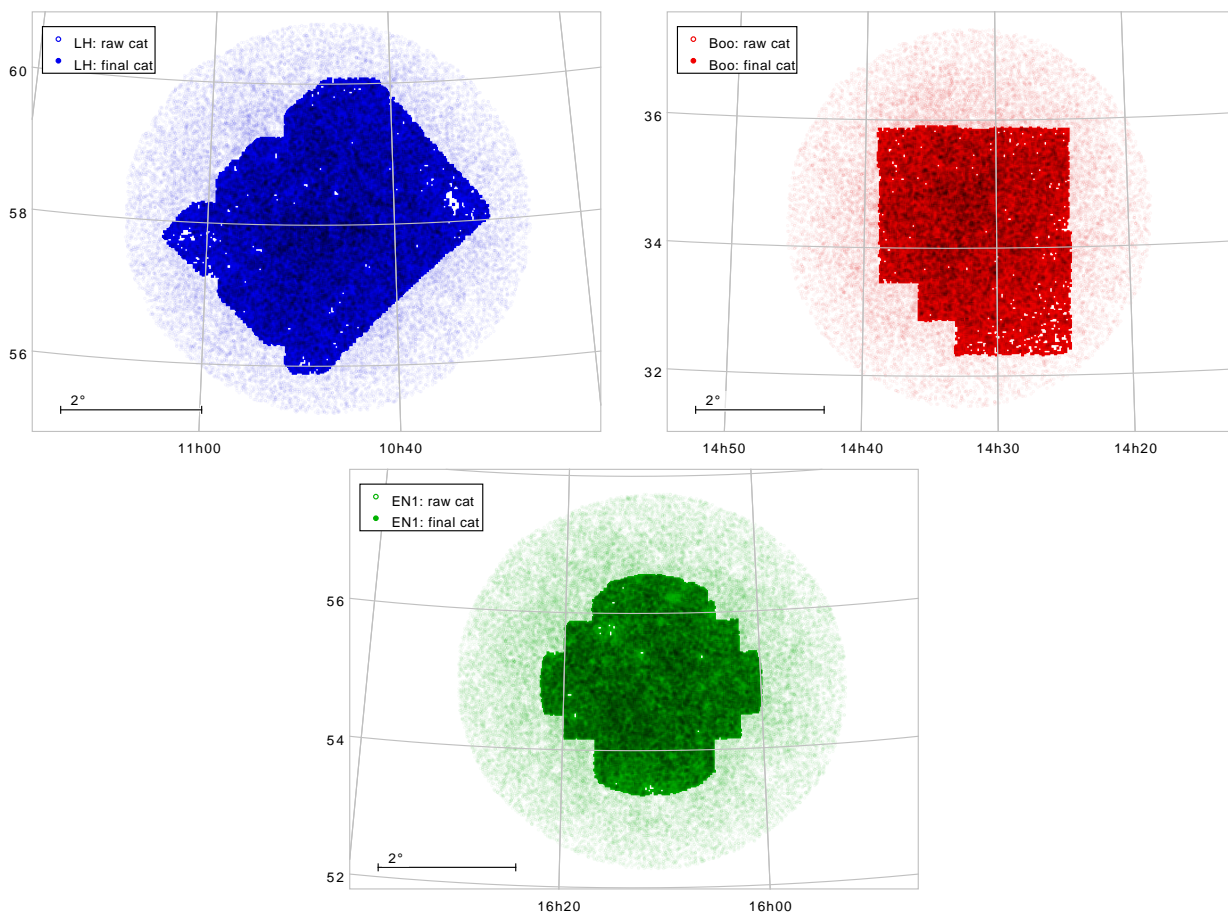 LH: raw cat
LH: final cat
60
58
56
2°
11h00
10h40
Boo: raw cat
Boo: final cat
36
34
32
2°
14h50
14h40
14h30
14h20
EN1: raw cat
EN1: final cat
56
54
52
2°
16h20
16h00